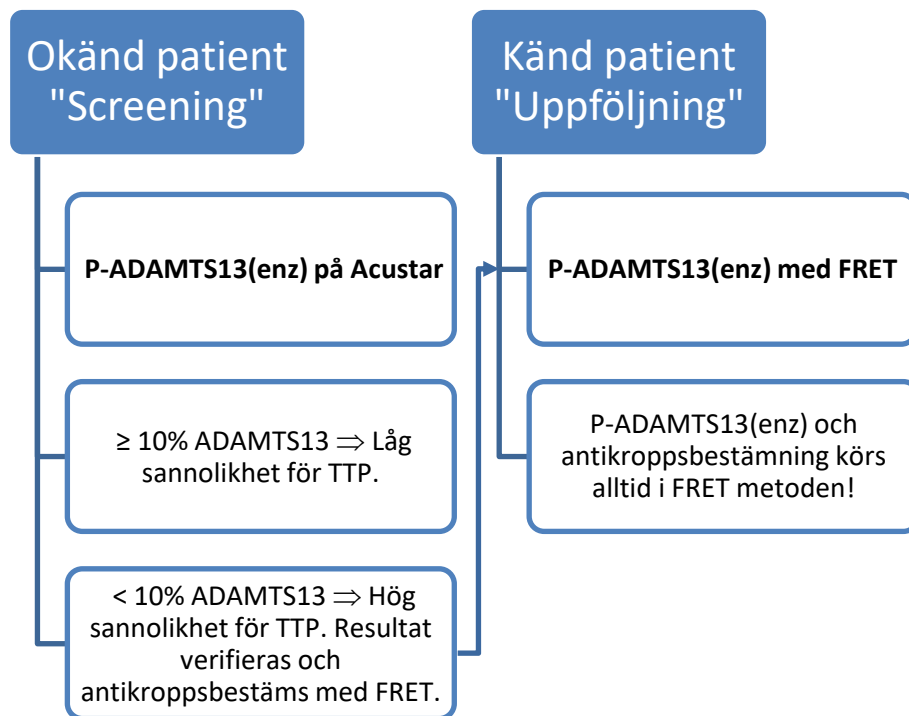 Okänd patient
"Screening"
P-ADAMTS13(enz) på Acustar
≥ 10% ADAMTS13 ⇒ Låg
sannolikhet för TTP.
< 10% ADAMTS13 ⇒ Hög
sannolikhet för TTP. Resultat
verifieras och
antikroppsbestäms med FRET.
Känd patient
"Uppföljning"
P-ADAMTS13(enz) med FRET
P-ADAMTS13(enz) och
antikroppsbestämning körs
alltid i FRET metoden!